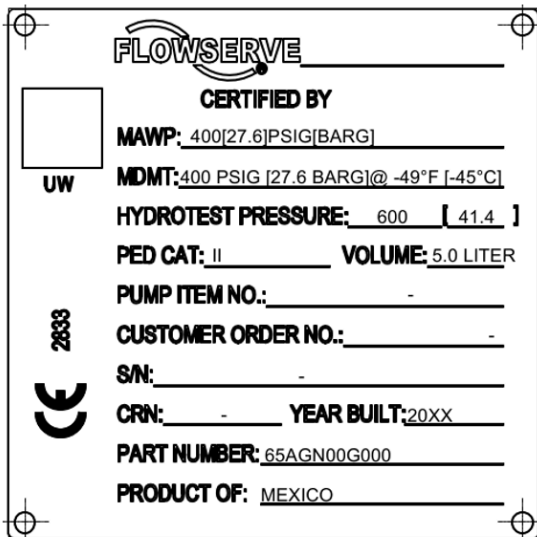 FLOWSERVE
CERTIFIED BY
MAWP: 400[27.6]PSIG[BARG]
UW
MDMT: 400 PSIG [27.6 BARG]@ -49°F [-45°C]
HYDROTEST PRESSURE: 600 [ 41.4 ]
PED CAT: II VOLUME: 5.0 LITER
PUMP ITEM NO.: -
2833
CUSTOMER ORDER NO.: -
S/N: -
CE
CRN: - YEAR BUILT: 20XX
PART NUMBER: 65AGN00G000
PRODUCT OF: MEXICO